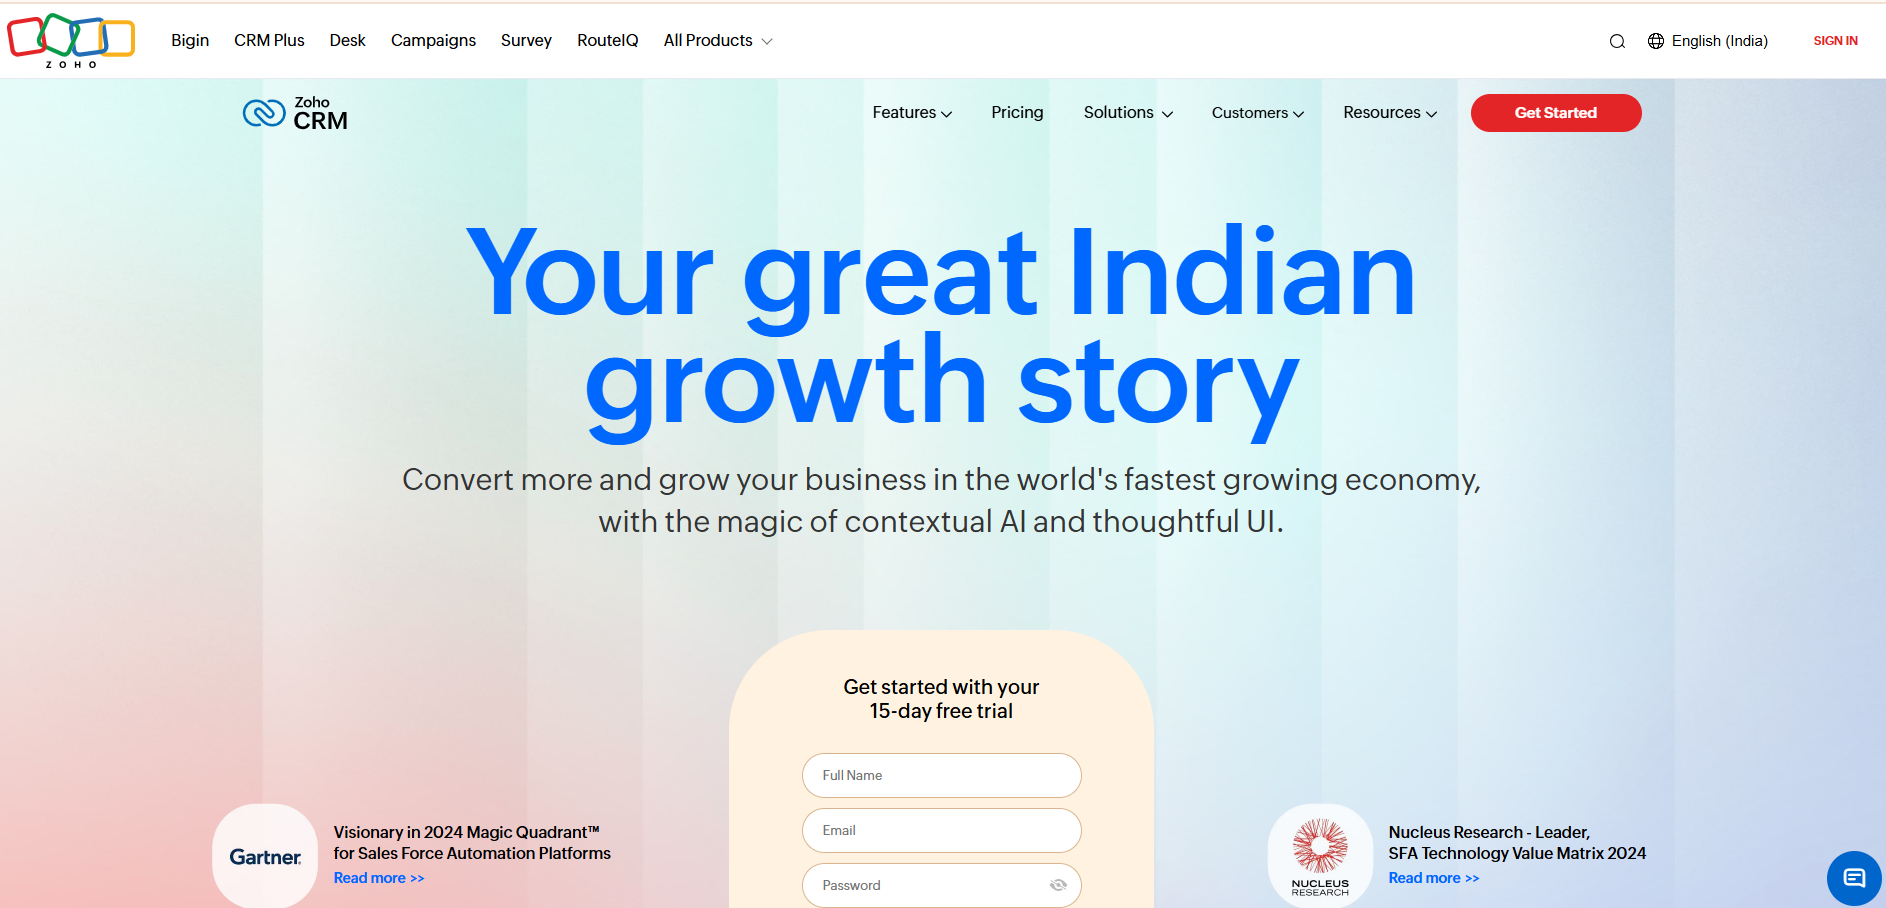 ZOHO
Bigin CRM Plus Desk Campaigns Survey RouteIQ All Products
English (India)
SIGN IN
Zoho
CRM
Features Pricing Solutions Customers Resources Get Started
Your great Indian
growth story
Convert more and grow your business in the world's fastest growing economy,
with the magic of contextual AI and thoughtful UI.
Get started with your
15-day free trial
Full Name
Email
Password
Gartner
Visionary in 2024 Magic Quadrant™
for Sales Force Automation Platforms
Read more >>
NUCLEUS
RESEARCH
Nucleus Research - Leader,
SFA Technology Value Matrix 2024
Read more >>